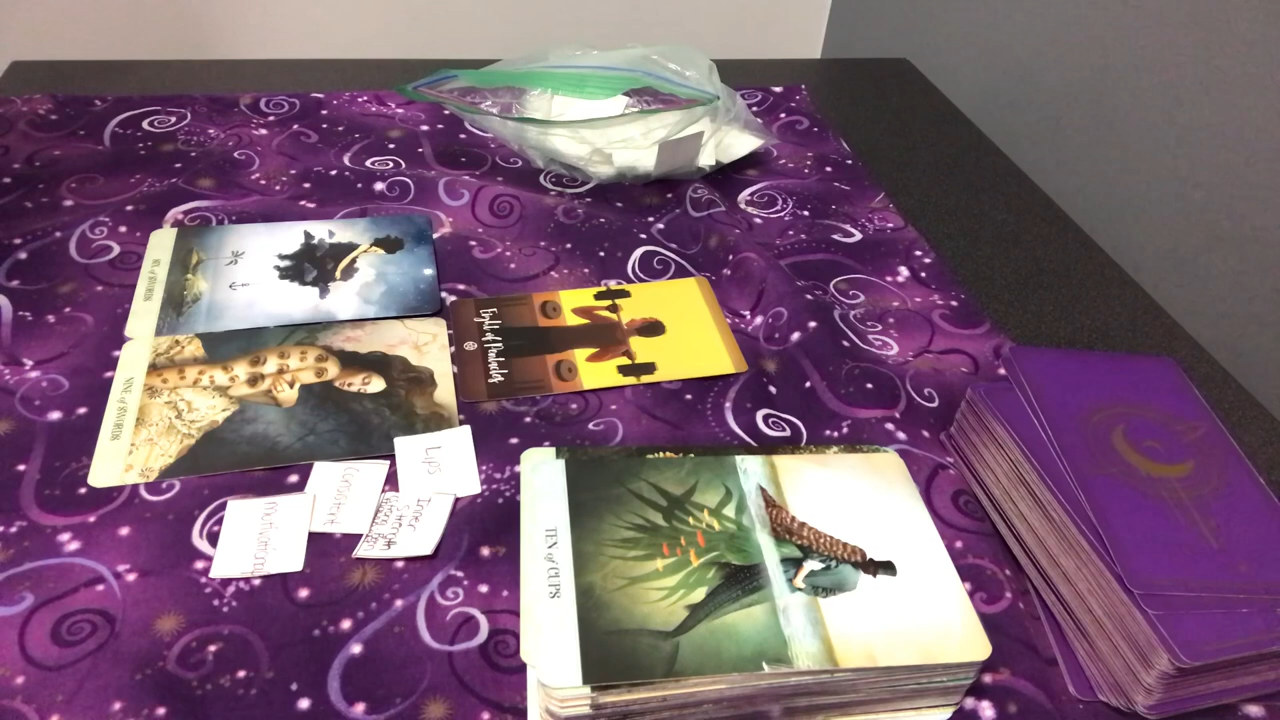 SIX of SWORDS
Eight of Pentacles
NINE of SWORDS
Lips
consistent
Inner
Strength
motivational
TEN of CUPS